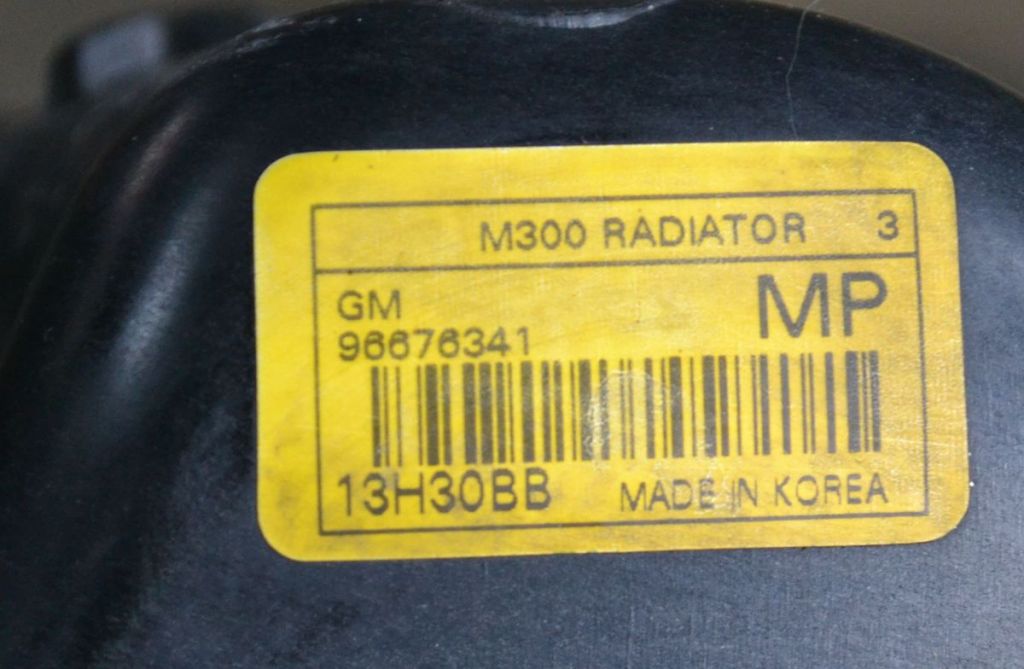 M300 RADIATOR 3
GM MP
96676341
13H30BB MADE IN KOREA